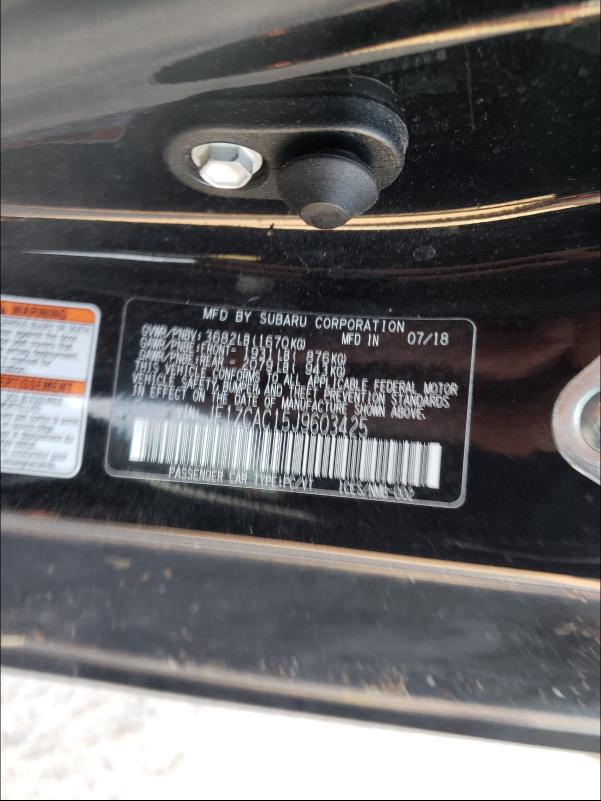 WARNING
MFD BY SUBARU CORPORATION
GVWR/PNBV: 3682LB(1670KG) MFD IN 07/18
GAWR/PNBE:FRONT- 1931LB( 876KG)
GAWR/PNBE:REAR - 2079LB( 943KG)
THIS VEHICLE CONFORMS TO ALL APPLICABLE FEDERAL MOTOR
VEHICLE SAFETY, BUMPER, AND THEFT PREVENTION STANDARDS
IN EFFECT ON THE DATE OF MANUFACTURE SHOWN ABOVE.
JF1ZCAC15J9603425
PASSENGER CAR TYPE:PC/VT ICES/NMB-002